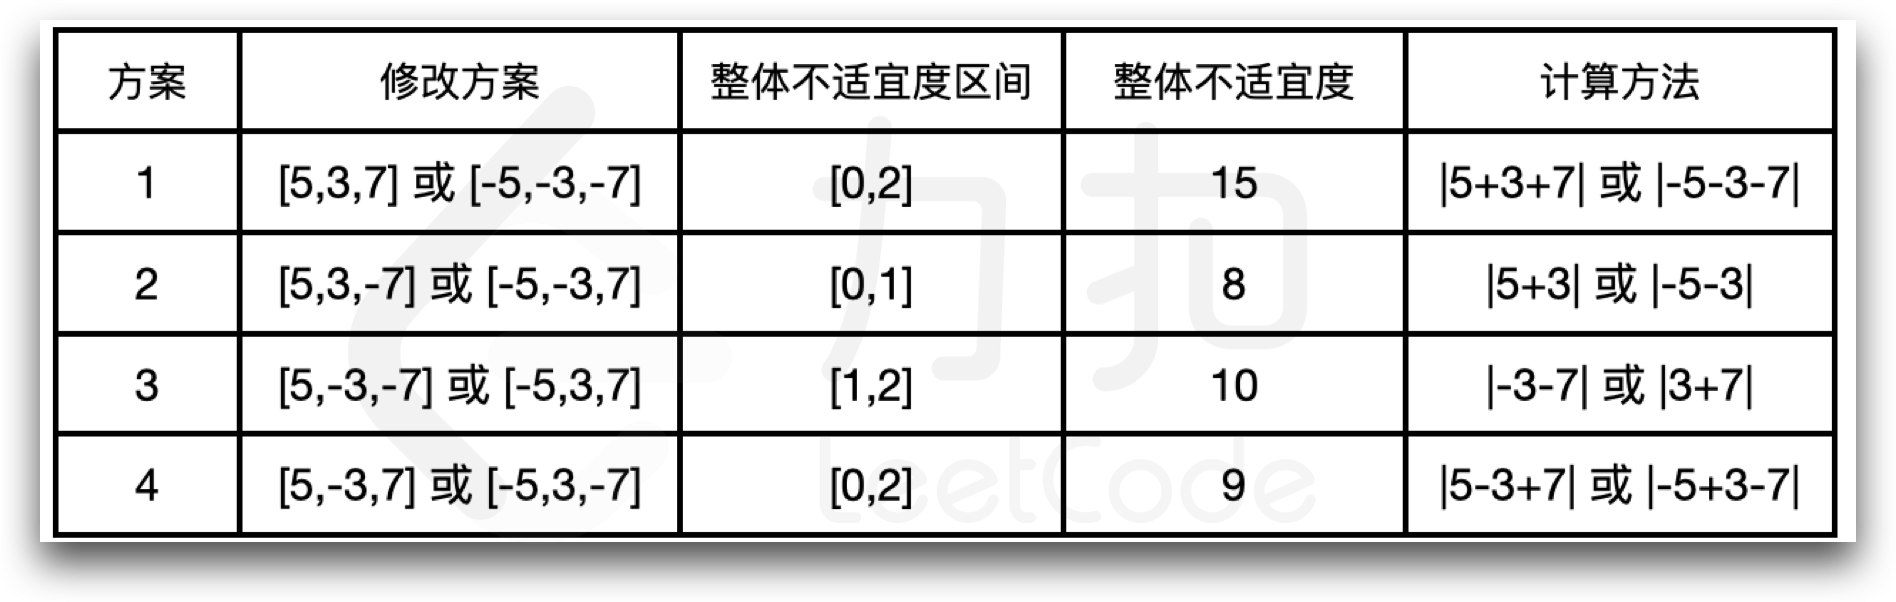 方案 修改方案 整体不适宜度区间 整体不适宜度 计算方法
1 [5,3,7] 或 [-5,-3,-7] [0,2] 15 |5+3+7| 或 |-5-3-7|
2 [5,3,-7] 或 [-5,-3,7] [0,1] 8 |5+3| 或 |-5-3|
3 [5,-3,-7] 或 [-5,3,7] [1,2] 10 |-3-7| 或 |3+7|
4 [5,-3,7] 或 [-5,3,-7] [0,2] 9 |5-3+7| 或 |-5+3-7|
力扣
LeetCode